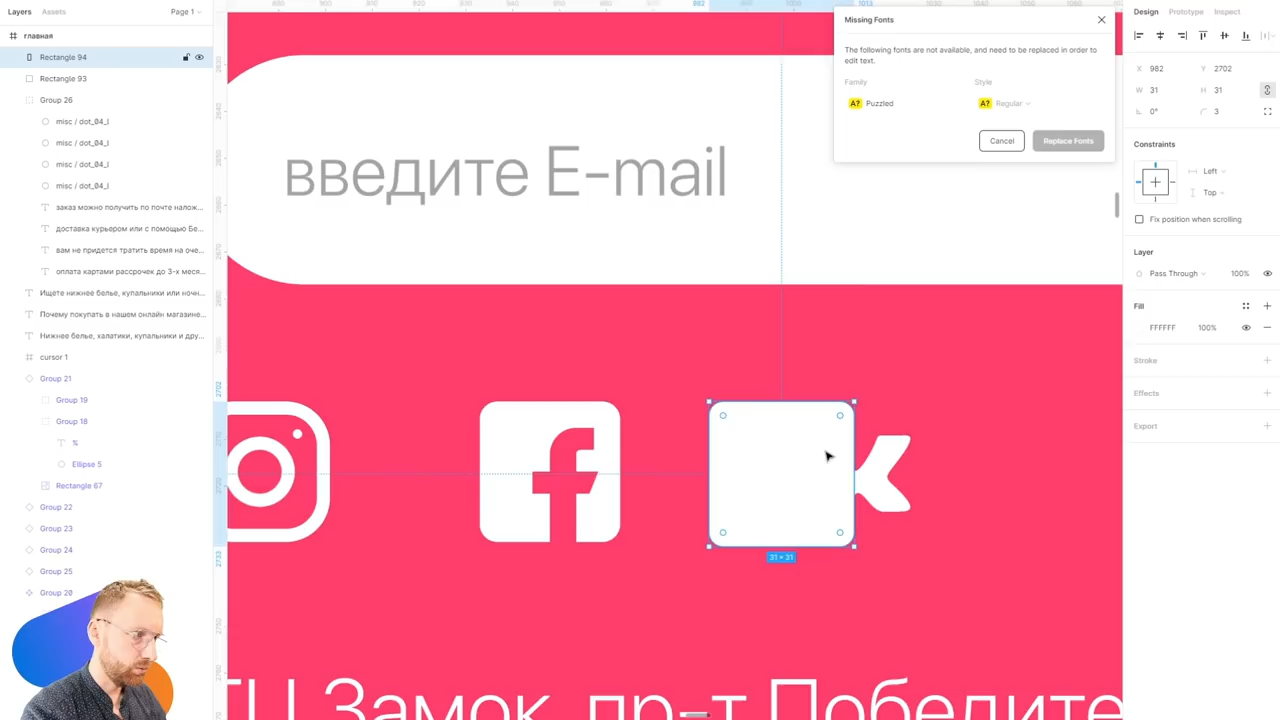 Layers
Assets
Page 1
главная
Rectangle 94
Rectangle 93
Group 26
misc / dot_04_l
misc / dot_04_l
misc / dot_04_l
misc / dot_04_l
заказ можно получить по почте налож...
доставка курьером или с помощью Бе...
вам не придется тратить время на оче...
оплата картами рассрочек до 3-х меся...
Ищете нижнее белье, купальники или ночн...
Почему покупать в нашем онлайн магазине...
Нижнее белье, халатики, купальники и дру...
cursor 1
Group 21
Group 19
Group 18
%
Ellipse 5
Rectangle 67
Group 22
Group 23
Group 24
Group 25
Group 20
982
1013
2702
2733
введите E-mail
31 × 31
ТЦ Замок, пр-т Победите
Missing Fonts
The following fonts are not available, and need to be replaced in order to
edit text.
Family
Style
A? Puzzled
A? Regular
Cancel
Replace Fonts
Design
Prototype
Inspect
X 982
Y 2702
W 31
H 31
0°
3
Constraints
Left
Top
Fix position when scrolling
Layer
Pass Through
100%
Fill
FFFFFF
100%
Stroke
Effects
Export